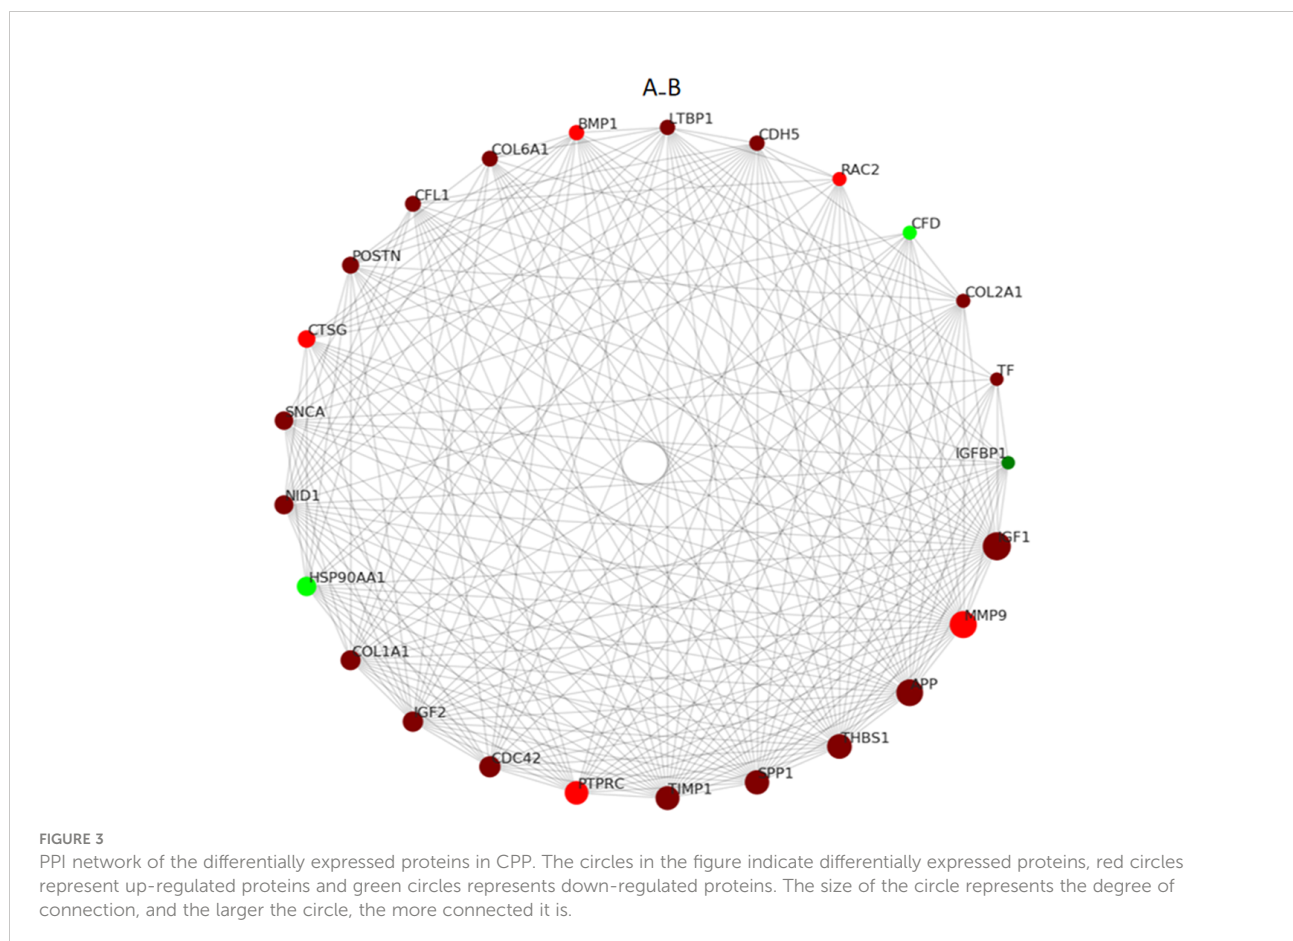 A-B
LTBP1
BMP1
CDH5
COL6A1
RAC2
CFL1
CFD
POSTN
COL2A1
CTSG
TF
SNCA
IGFBP1
NID1
IGF1
HSP90AA1
MMP9
COL1A1
APP
IGF2
THBS1
CDC42
SPP1
PTPRC
TIMP1
FIGURE 3
PPI network of the differentially expressed proteins in CPP. The circles in the figure indicate differentially expressed proteins, red circles
represent up-regulated proteins and green circles represents down-regulated proteins. The size of the circle represents the degree of
connection, and the larger the circle, the more connected it is.